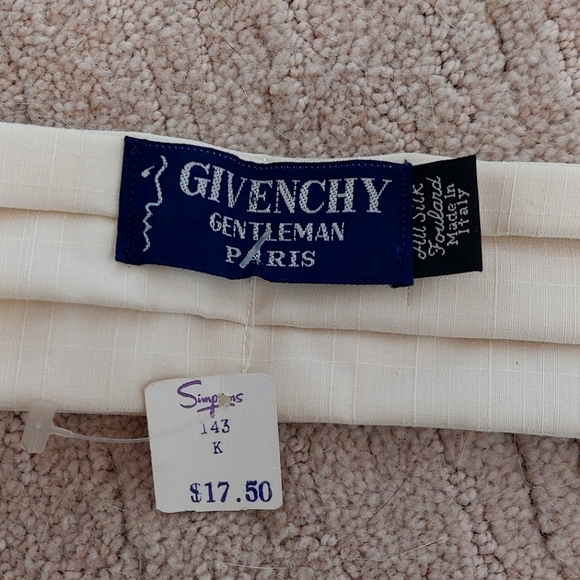 GIVENCHY
GENTLEMAN
PARIS
All Silk
Foulard
Made in
Italy
Simpsons
143
K
$17.50